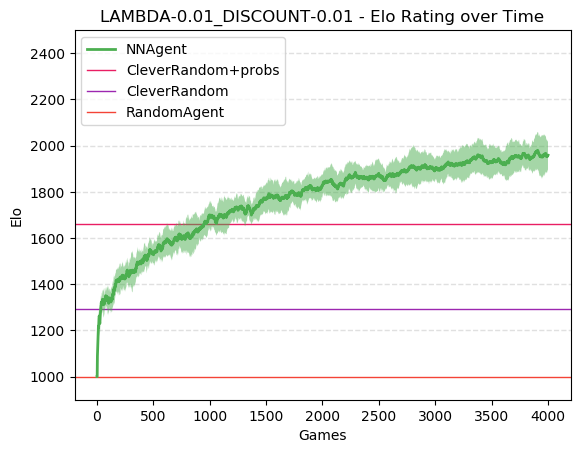 LAMBDA-0.01_DISCOUNT-0.01 - Elo Rating over Time
NNAgent
CleverRandom+probs
CleverRandom
RandomAgent
2400
2200
2000
1800
1600
1400
1200
1000
Elo
0
500
1000
1500
2000
2500
3000
3500
4000
Games